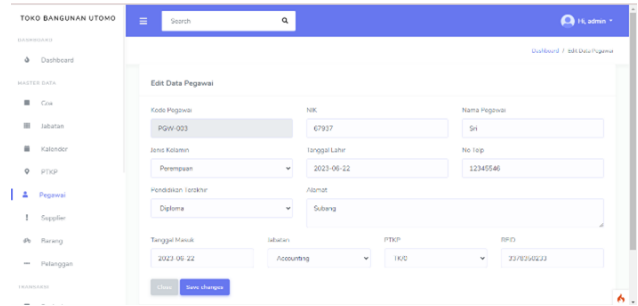 TOKO BANGUNAN UTOMO
Search
Hi, admin
DASHBOARD
Dashboard / Edit Data Pegawai
Dashboard
MASTER DATA
Edit Data Pegawai
Coa
Kode Pegawai NIK Nama Pegawai
Jabatan
PGW-003 67937 Sri
Kalender
Jenis Kelamin Tanggal Lahir No Telp
PTKP
Perempuan 2023-06-22 12345546
Pegawai
Pendidikan Terakhir Alamat
Diploma Subang
Supplier
Barang
Tanggal Masuk Jabatan PTKP RFID
2023-06-22 Accounting TK/0 3378350233
Pelanggan
Close Save changes
TRANSAKSI